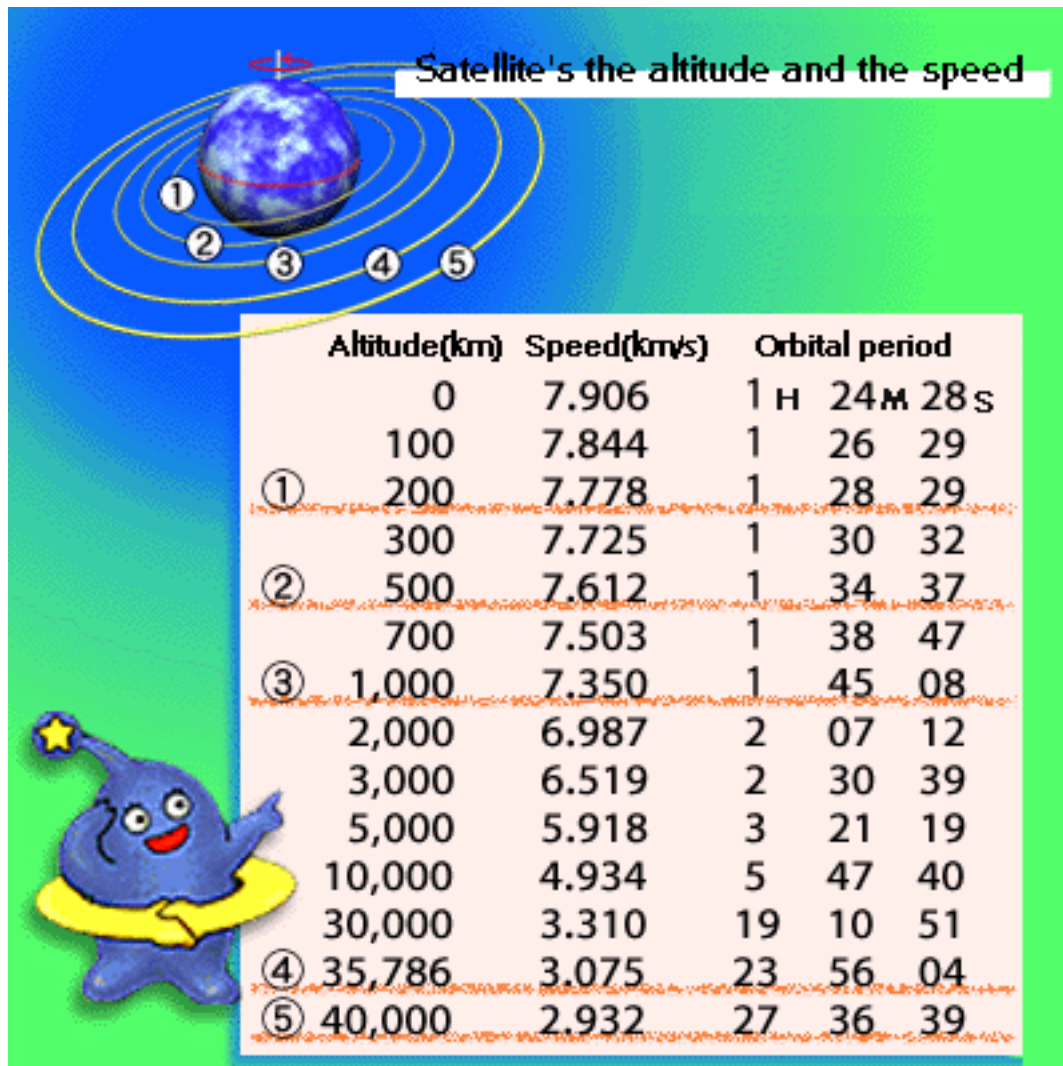 Satellite's the altitude and the speed
①
②
③
④
⑤
Altitude(km) Speed(km/s) Orbital period
0 7.906 1 H 24 M 28 S
100 7.844 1 26 29
① 200 7.778 1 28 29
300 7.725 1 30 32
② 500 7.612 1 34 37
700 7.503 1 38 47
③ 1,000 7.350 1 45 08
2,000 6.987 2 07 12
3,000 6.519 2 30 39
5,000 5.918 3 21 19
10,000 4.934 5 47 40
30,000 3.310 19 10 51
④ 35,786 3.075 23 56 04
⑤ 40,000 2.932 27 36 39